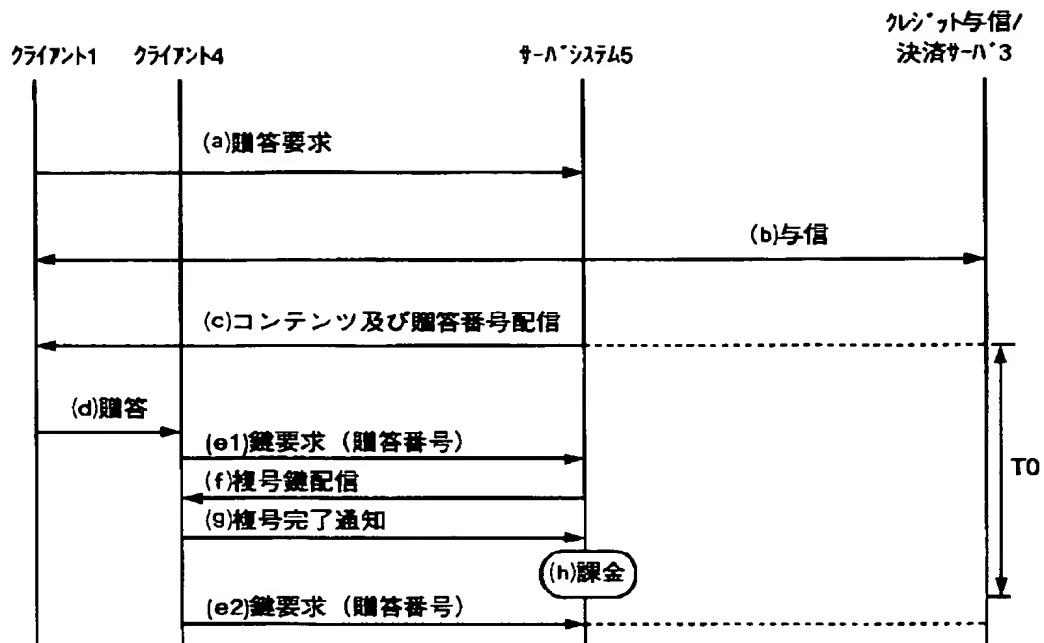 クレジット与信/
決済サーバ3
クライアント1
クライアント4
サーバシステム5
(a)贈答要求
(b)与信
(c)コンテンツ及び贈答番号配信
(d)贈答
(e1)鍵要求（贈答番号）
(f)複号鍵配信
(g)複号完了通知
T0
(h)課金
(e2)鍵要求（贈答番号）